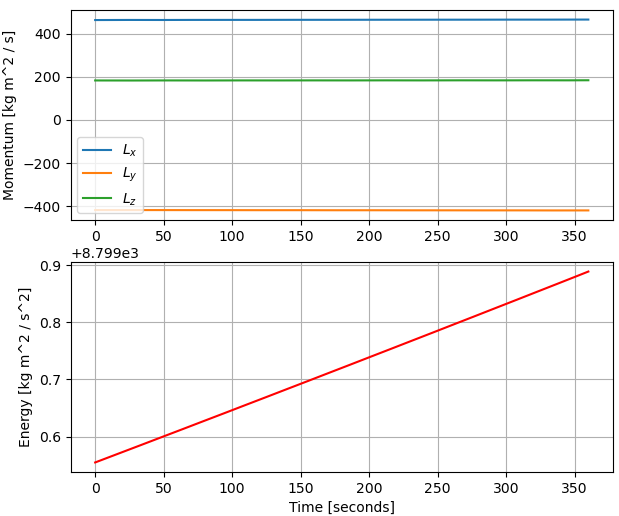 Momentum [kg m^2 / s]
400
200
0
−200
−400
L_x
L_y
L_z
0 50 100 150 200 250 300 350
+8.799e3
Energy [kg m^2 / s^2]
0.9
0.8
0.7
0.6
0 50 100 150 200 250 300 350
Time [seconds]